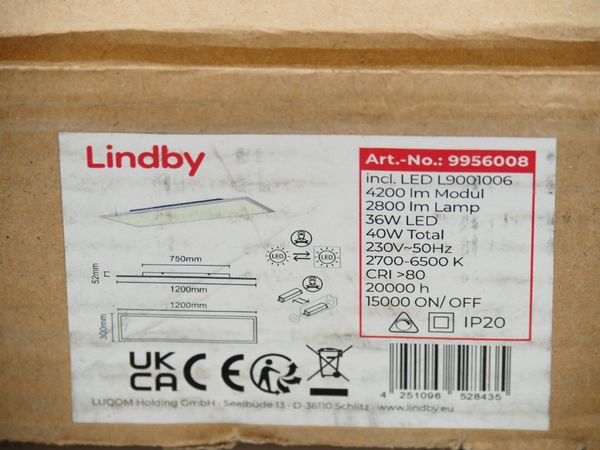 Lindby
Art.-No.: 9956008
incl. LED L9001006
4200 lm Modul
2800 lm Lamp
36W LED
40W Total
230V~50Hz
2700-6500 K
CRI >80
20000 h
15000 ON/ OFF
IP20
750mm
52mm
1200mm
LED
LED
1200mm
300mm
UK
CA
CE
4 251096 528435
LUQOM Holding GmbH · Seelbüde 13 · D-36110 Schlitz · www.lindby.eu